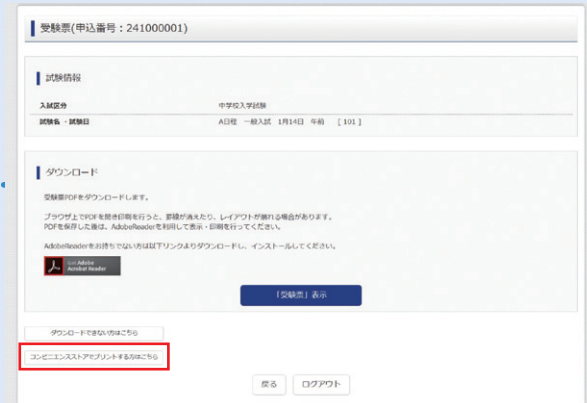 受験票(申込番号：241000001)
試験情報
入試区分 中学校入学試験
試験名・試験日 A日程 一般入試 1月14日 午前 [ 101 ]
ダウンロード
受験票PDFをダウンロードします。
ブラウザ上でPDFを開き印刷を行うと、罫線が消えたり、レイアウトが崩れる場合があります。
PDFを保存した後は、AdobeReaderを利用して表示・印刷を行ってください。
AdobeReaderをお持ちでない方は以下リンクよりダウンロードし、インストールしてください。
Get Adobe
Acrobat Reader
「受験票」表示
ダウンロードできない方はこちら
コンビニエンスストアでプリントする方はこちら
戻る ログアウト